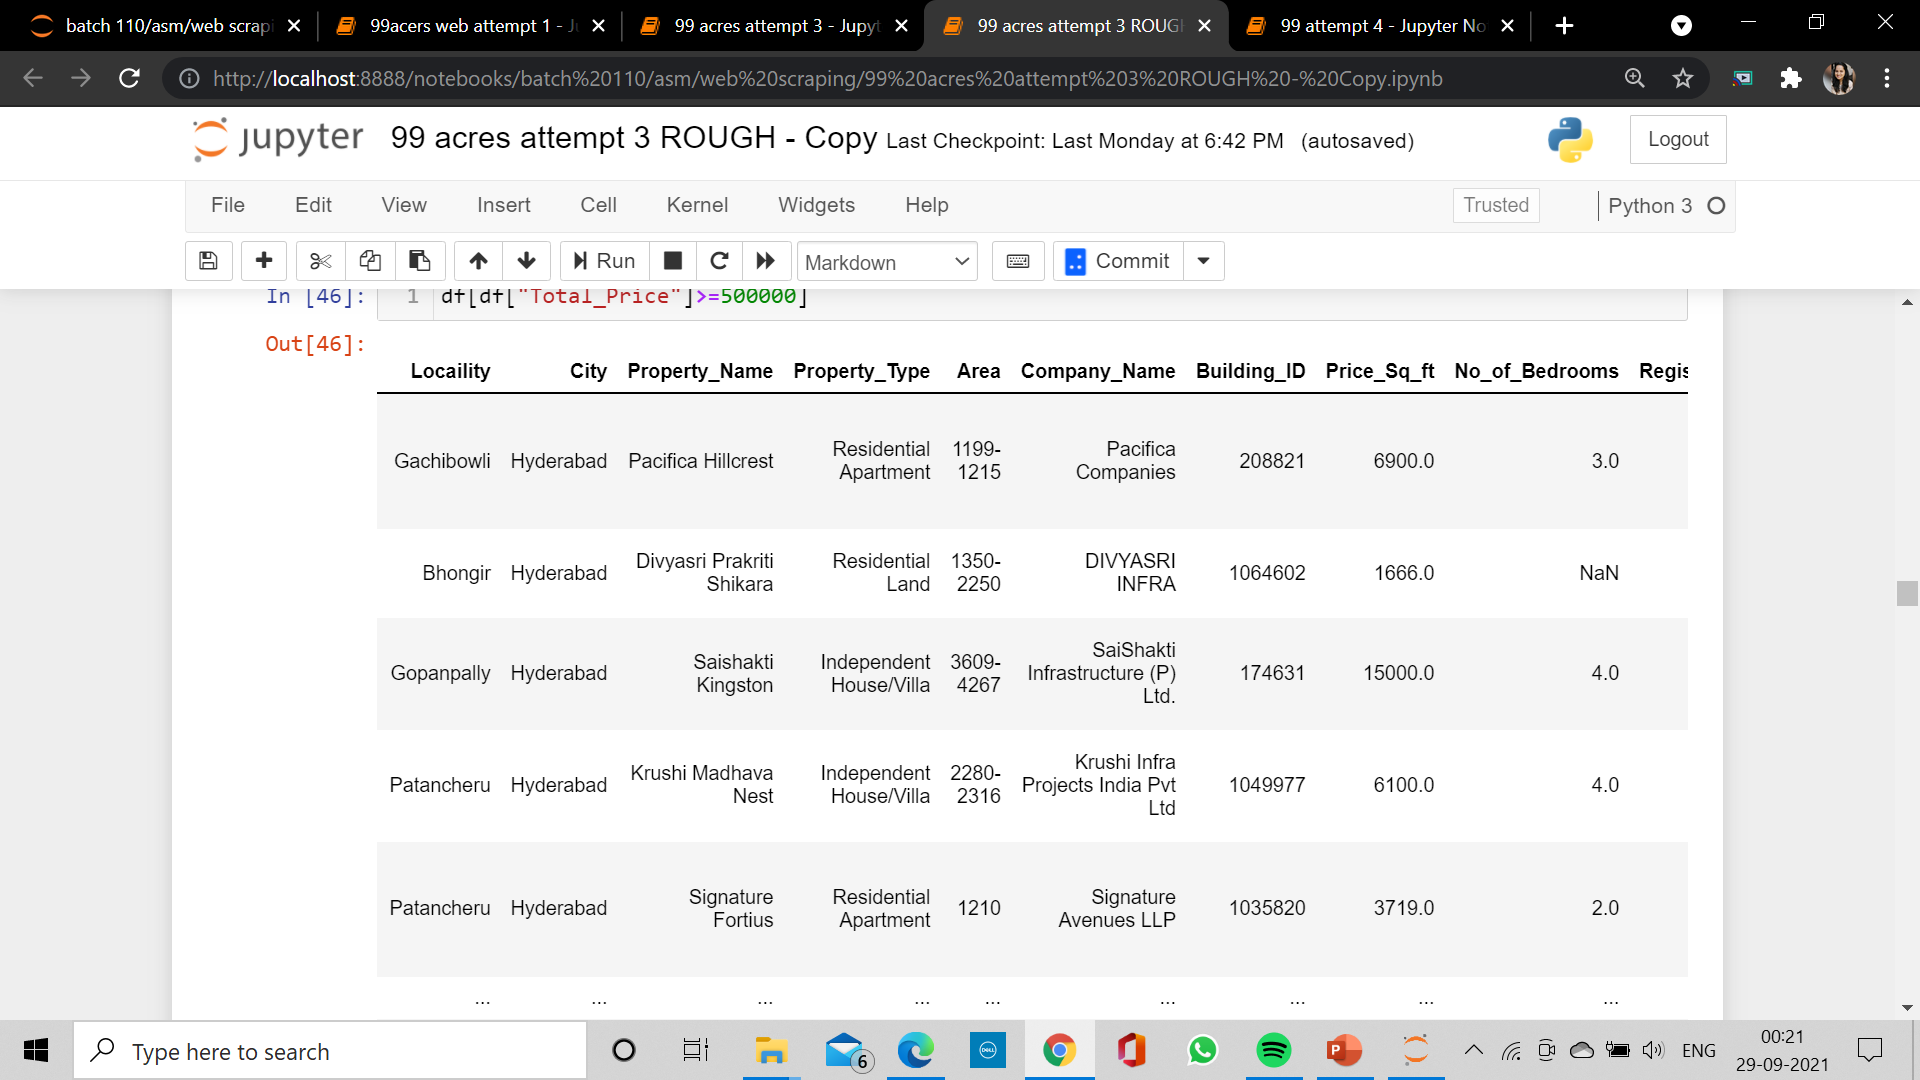 batch 110/asm/web scrapi
99acers web attempt 1 - Ju
99 acres attempt 3 - Jupyt
99 acres attempt 3 ROUGH
99 attempt 4 - Jupyter No
http://localhost:8888/notebooks/batch%20110/asm/web%20scraping/99%20acres%20attempt%203%20ROUGH%20-%20Copy.ipynb
jupyter 99 acres attempt 3 ROUGH - Copy Last Checkpoint: Last Monday at 6:42 PM (autosaved)
Logout
File Edit View Insert Cell Kernel Widgets Help Trusted Python 3
Run Markdown Commit
In [46]: 1 df[df["Total_Price"]>=500000]
Out[46]:
Locaility City Property_Name Property_Type Area Company_Name Building_ID Price_Sq_ft No_of_Bedrooms Regis
Gachibowli Hyderabad Pacifica Hillcrest Residential Apartment 1199-1215 Pacifica Companies 208821 6900.0 3.0
Bhongir Hyderabad Divyasri Prakriti Shikara Residential Land 1350-2250 DIVYASRI INFRA 1064602 1666.0 NaN
Gopanpally Hyderabad Saishakti Kingston Independent House/Villa 3609-4267 SaiShakti Infrastructure (P) Ltd. 174631 15000.0 4.0
Patancheru Hyderabad Krushi Madhava Nest Independent House/Villa 2280-2316 Krushi Infra Projects India Pvt Ltd 1049977 6100.0 4.0
Patancheru Hyderabad Signature Fortius Residential Apartment 1210 Signature Avenues LLP 1035820 3719.0 2.0
... ... ... ... ... ... ... ... ...
Type here to search
6
DELL
P
ENG
00:21
29-09-2021